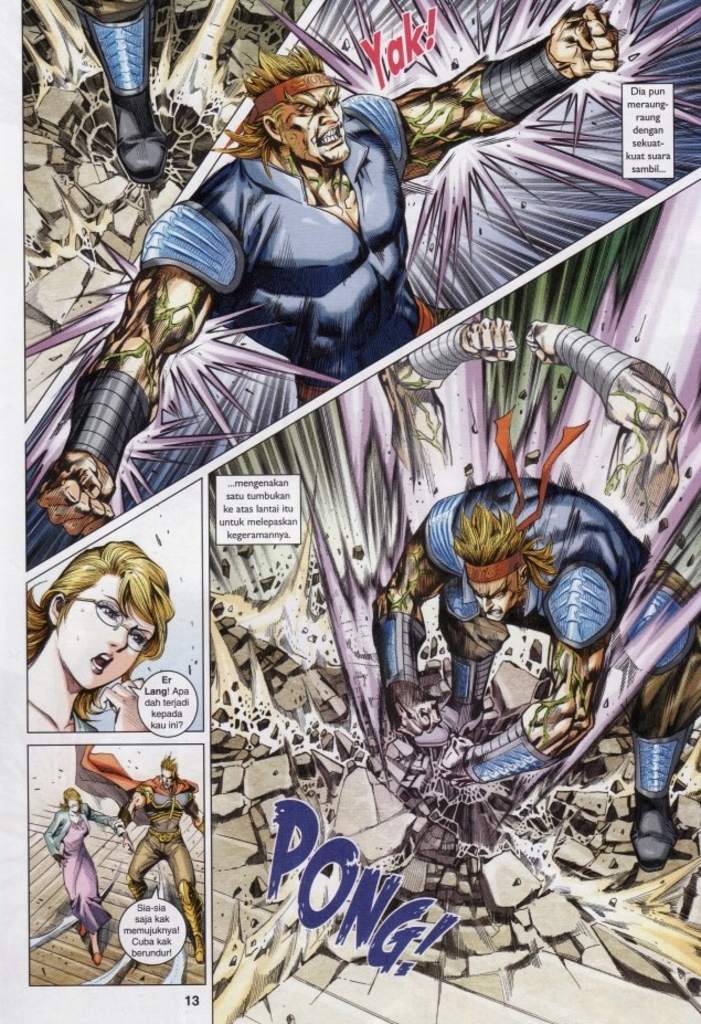 Yak!
Dia pun
meraung-
raung
dengan
sekuat-
kuat suara
sambil...
...mengenakan
satu tumbukan
ke atas lantai itu
untuk melepaskan
kegeramannya.
Er
Lang! Apa
dah terjadi
kepada
kau ini?
PONG!
Sia-sia
saja kak
memujuknya!
Cuba kak
berundur!
13